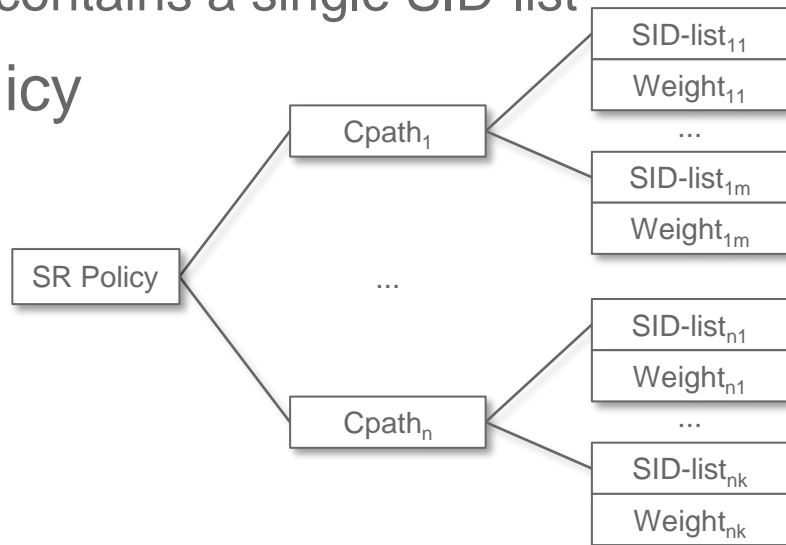 contains a single SID-list
icy
SID-list₁₁
Weight₁₁
...
Cpath₁
SID-list₁ₘ
Weight₁ₘ
SR Policy
...
SID-listₙ₁
Weightₙ₁
...
Cpathₙ
SID-listₙₖ
Weightₙₖ